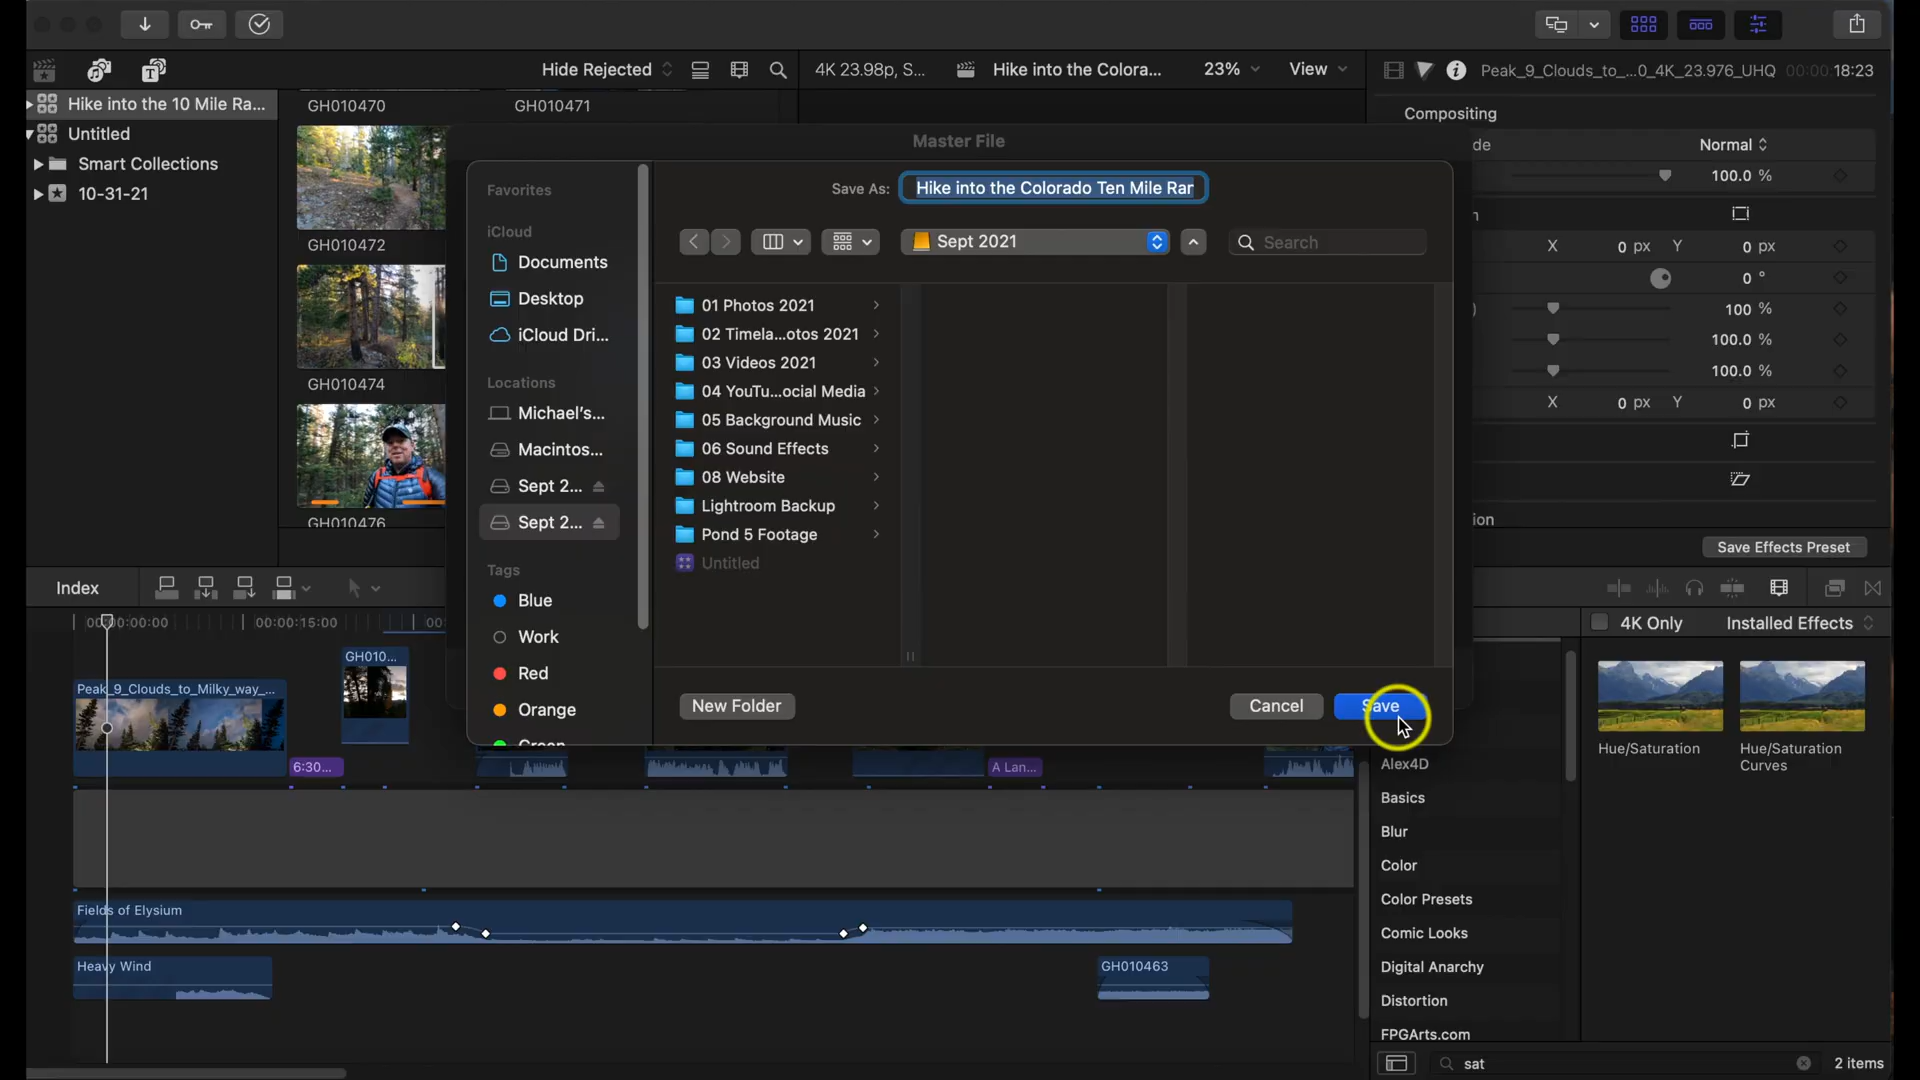 Hide Rejected
4K 23.98p, S...
Hike into the Colora...
23%
View
Peak_9_Clouds_to_...0_4K_23.976_UHQ
00:00:18:23
Hike into the 10 Mile Ra...
Untitled
Smart Collections
10-31-21
GH010470
GH010471
GH010472
GH010474
GH010476
Master File
Favorites
iCloud
Documents
Desktop
iCloud Dri...
Locations
Michael's...
Macintos...
Sept 2...
Sept 2...
Tags
Blue
Work
Red
Orange
Green
Save As:
Hike into the Colorado Ten Mile Ran
Sept 2021
Search
01 Photos 2021
02 Timela...otos 2021
03 Videos 2021
04 YouTu...ocial Media
05 Background Music
06 Sound Effects
08 Website
Lightroom Backup
Pond 5 Footage
Untitled
New Folder
Cancel
Save
Compositing
de
Normal
100.0 %
n
X 0 px Y 0 px
0 °
100 %
100.0 %
100.0 %
X 0 px Y 0 px
ion
Save Effects Preset
Index
00:00:00:00
00:00:15:00
00:
Peak_9_Clouds_to_Milky_way_...
GH010...
6:30...
A Lan...
Fields of Elysium
Heavy Wind
GH010463
4K Only
Installed Effects
Hue/Saturation
Hue/Saturation
Curves
Alex4D
Basics
Blur
Color
Color Presets
Comic Looks
Digital Anarchy
Distortion
FPGArts.com
sat
2 items